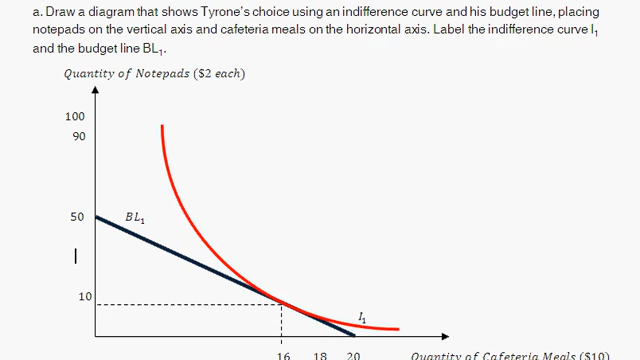 a. Draw a diagram that shows Tyrone's choice using an indifference curve and his budget line, placing
notepads on the vertical axis and cafeteria meals on the horizontal axis. Label the indifference curve I₁
and the budget line BL₁.
Quantity of Notepads ($2 each)
100
90
50
BL₁
10
I₁
16 18 20 Quantity of Cafeteria Meals ($10)